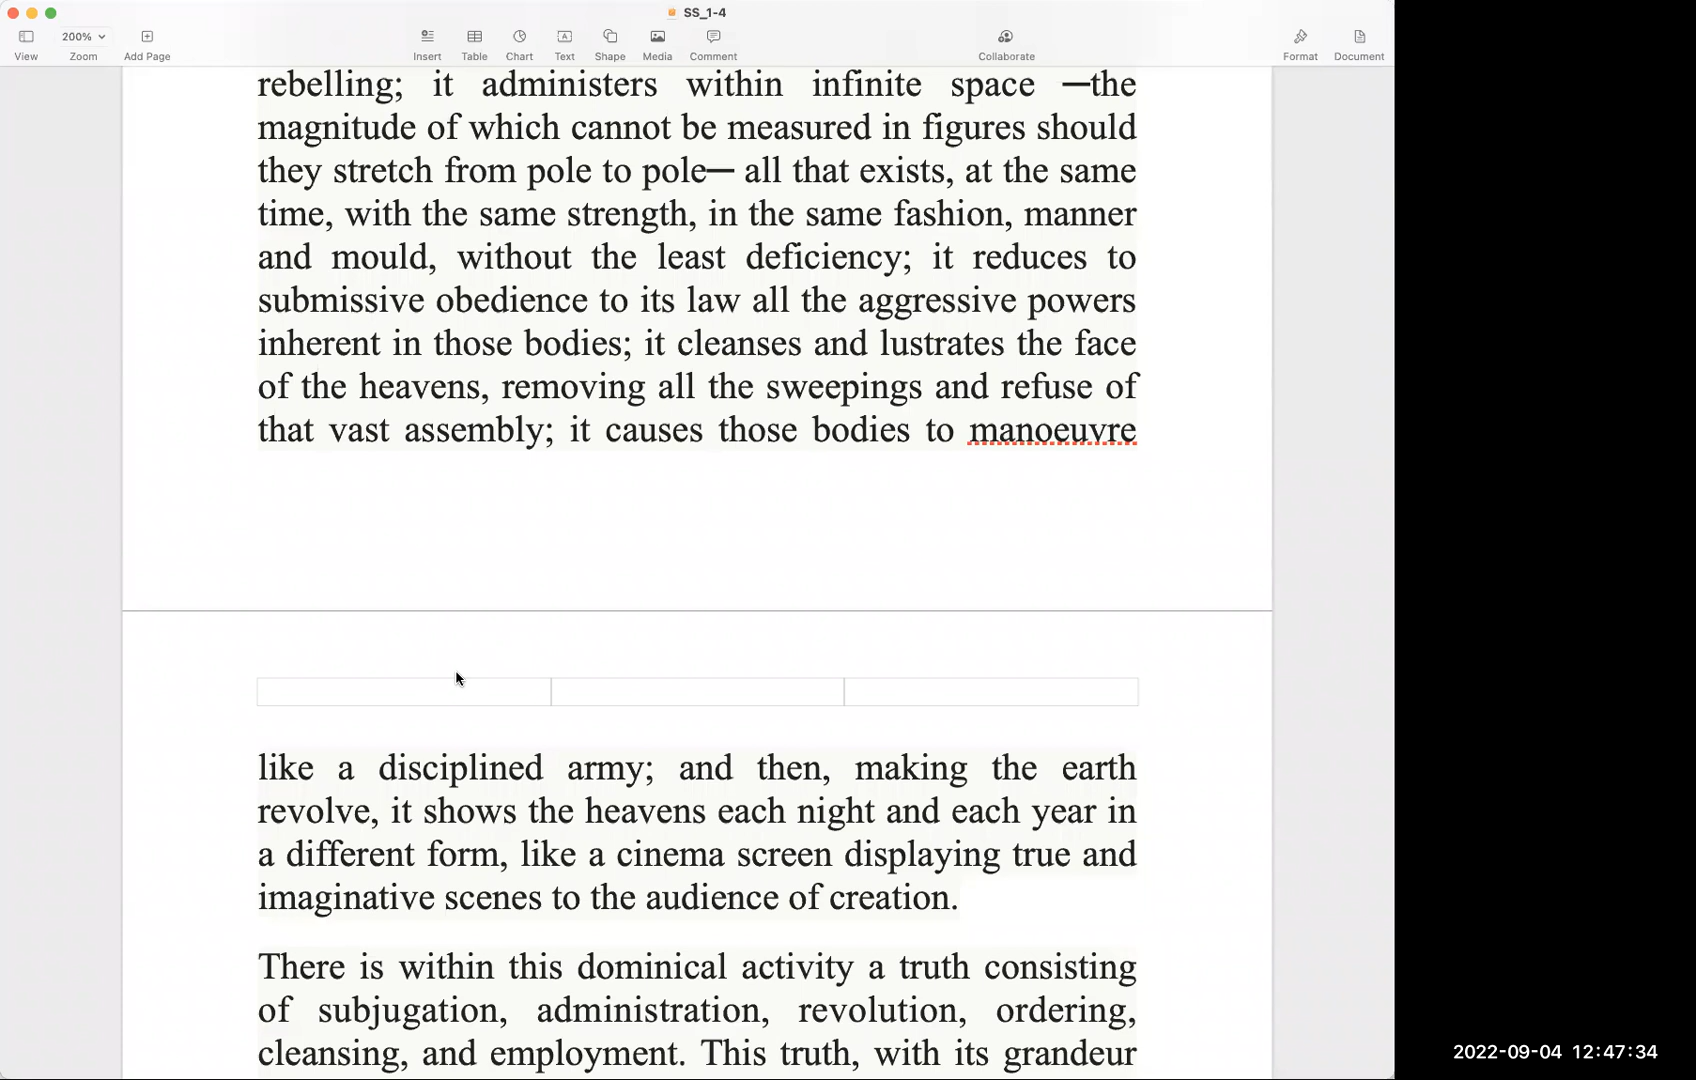 SS_1-4
200%
View
Zoom
Add Page
Insert
Table
Chart
Text
Shape
Media
Comment
Collaborate
Format
Document
rebelling; it administers within infinite space —the
magnitude of which cannot be measured in figures should
they stretch from pole to pole— all that exists, at the same
time, with the same strength, in the same fashion, manner
and mould, without the least deficiency; it reduces to
submissive obedience to its law all the aggressive powers
inherent in those bodies; it cleanses and lustrates the face
of the heavens, removing all the sweepings and refuse of
that vast assembly; it causes those bodies to manoeuvre
like a disciplined army; and then, making the earth
revolve, it shows the heavens each night and each year in
a different form, like a cinema screen displaying true and
imaginative scenes to the audience of creation.
There is within this dominical activity a truth consisting
of subjugation, administration, revolution, ordering,
cleansing, and employment. This truth, with its grandeur
2022-09-04 12:47:34